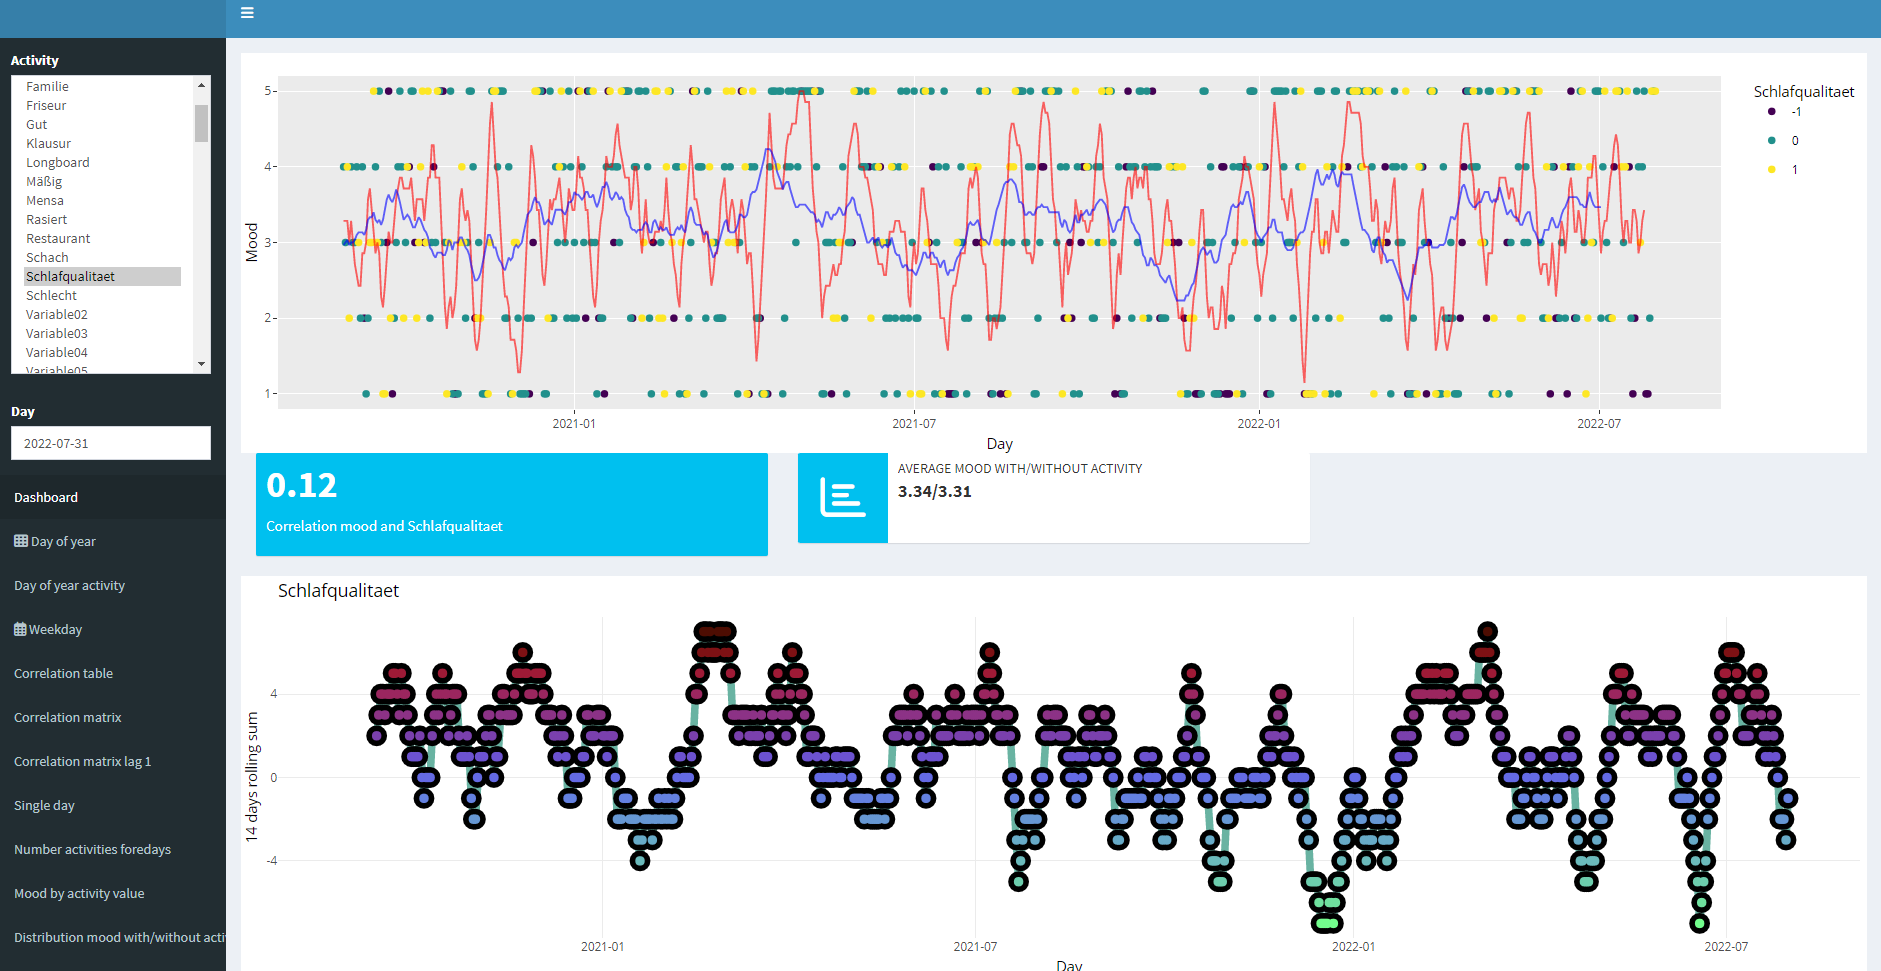 Activity
Familie
Friseur
Gut
Klausur
Longboard
Mäßig
Mensa
Rasiert
Restaurant
Schach
Schlafqualitaet
Schlecht
Variable02
Variable03
Variable04
Variable05
Day
2022-07-31
Dashboard
Day of year
Day of year activity
Weekday
Correlation table
Correlation matrix
Correlation matrix lag 1
Single day
Number activities foredays
Mood by activity value
Distribution mood with/without acti
Mood
5
4
3
2
1
2021-01
2021-07
2022-01
2022-07
Day
Schlafqualitaet
-1
0
1
0.12
Correlation mood and Schlafqualitaet
AVERAGE MOOD WITH/WITHOUT ACTIVITY
3.34/3.31
Schlafqualitaet
14 days rolling sum
4
0
-4
2021-01
2021-07
2022-01
2022-07
Day